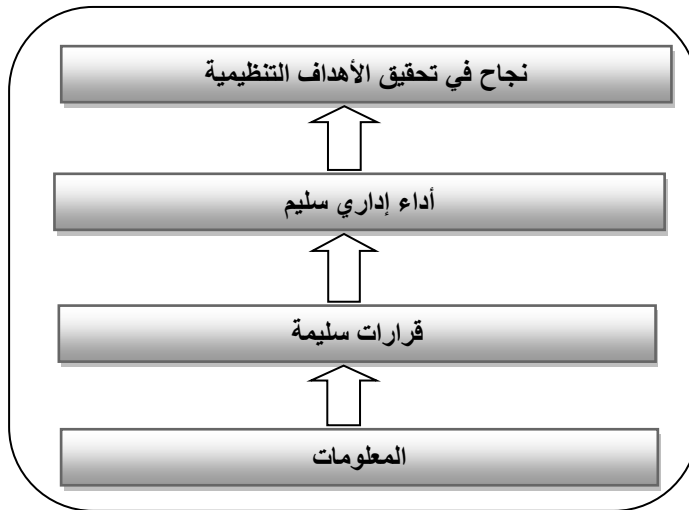 نجاح في تحقيق الأهداف التنظيمية
أداء إداري سليم
قرارات سليمة
المعلومات